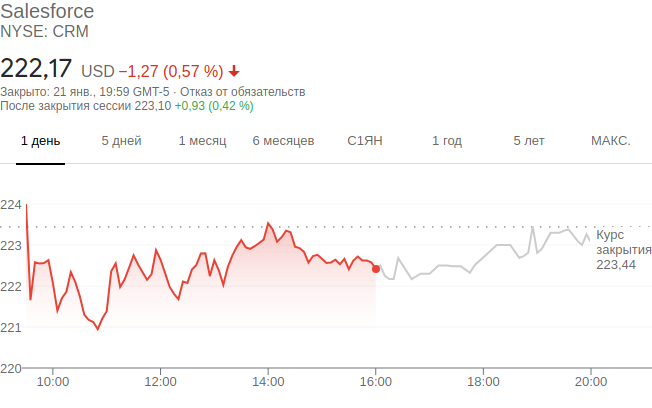 Salesforce
NYSE: CRM
222,17 USD −1,27 (0,57 %)
Закрыто: 21 янв., 19:59 GMT-5 · Отказ от обязательств
После закрытия сессии 223,10 +0,93 (0,42 %)
1 день 5 дней 1 месяц 6 месяцев С1ЯН 1 год 5 лет МАКС.
224
223
222
221
220
Курс
закрытия
223,44
10:00 12:00 14:00 16:00 18:00 20:00